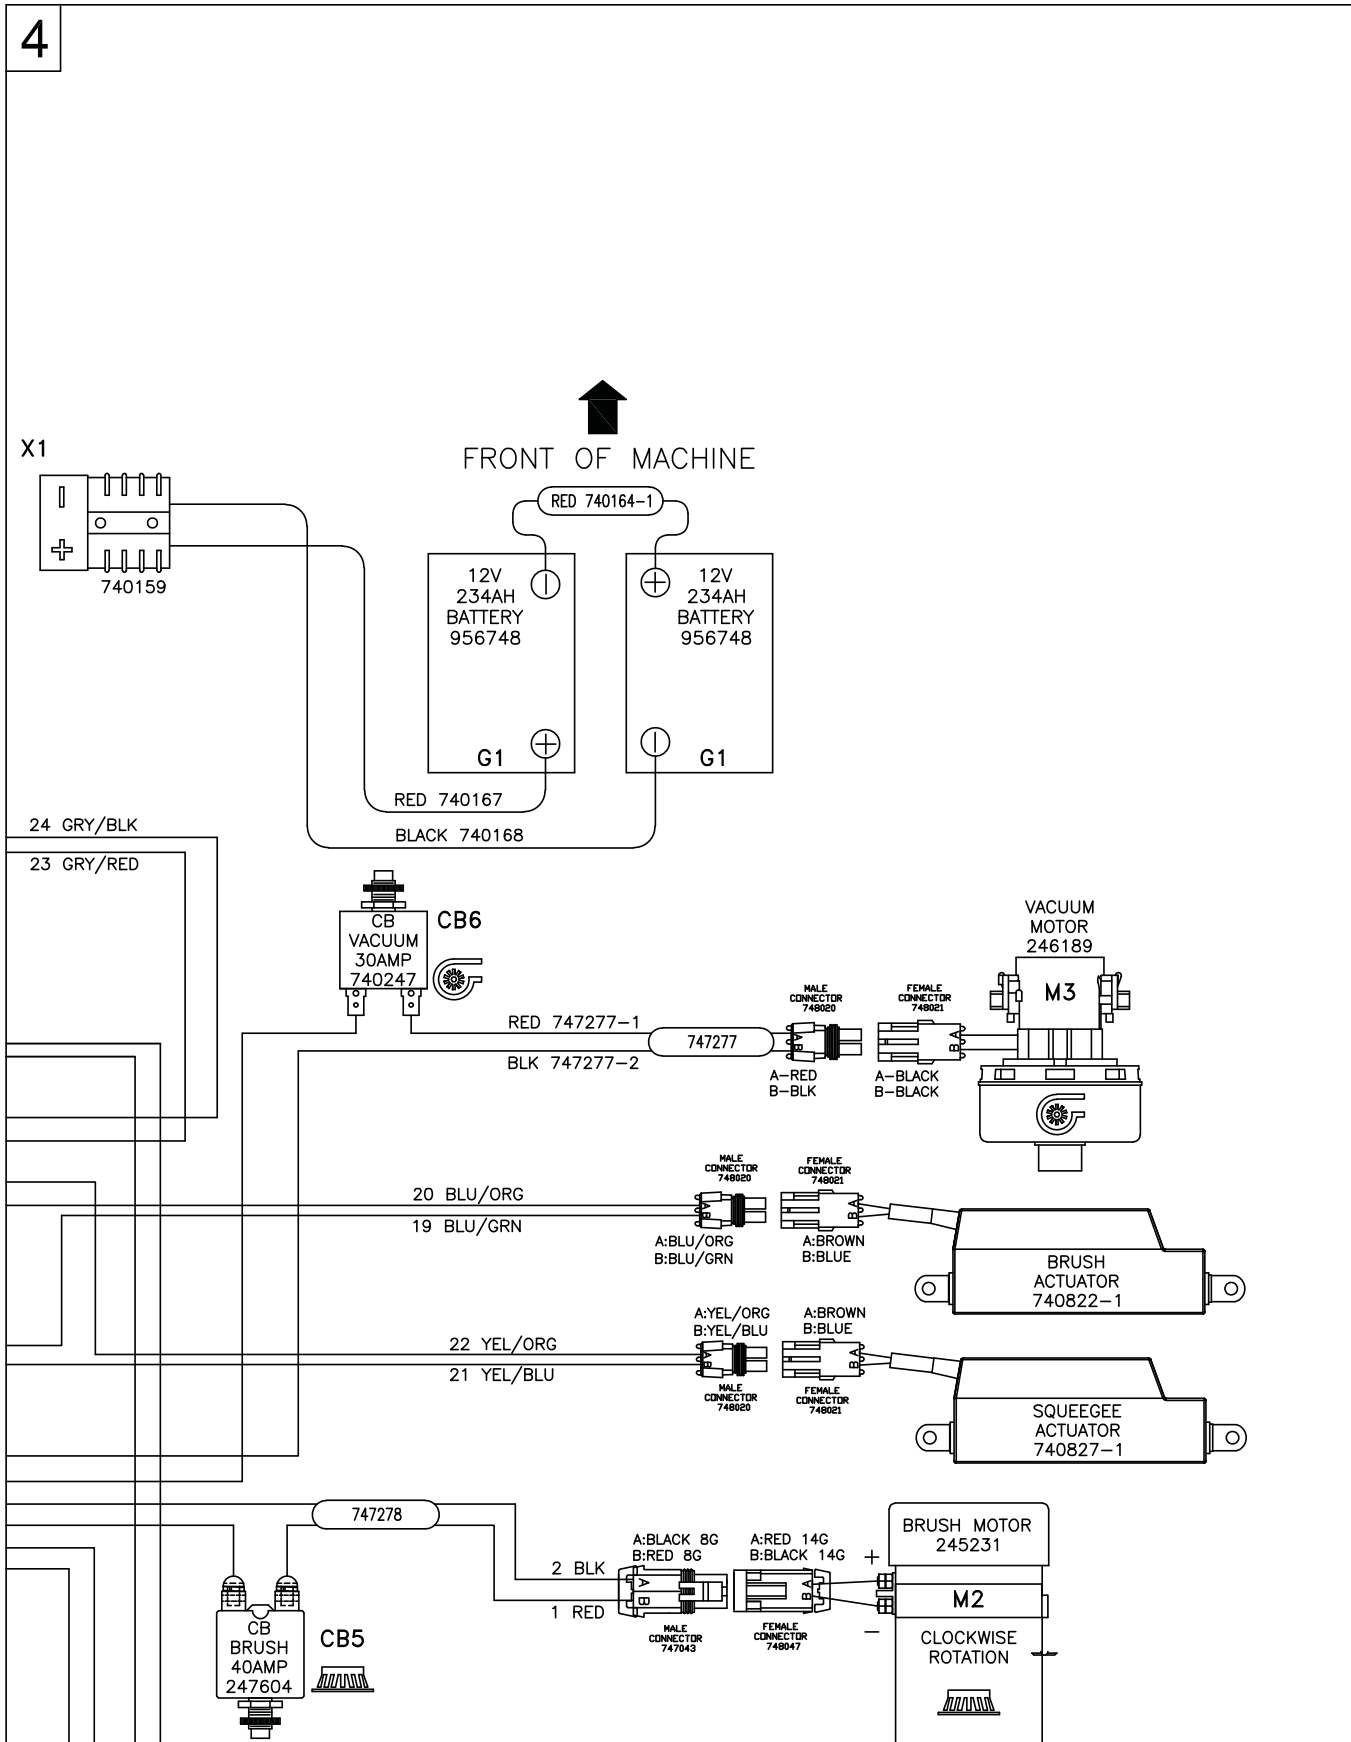 4
X1
740159
FRONT OF MACHINE
RED 740164-1
12V
234AH
BATTERY
956748
G1
12V
234AH
BATTERY
956748
G1
RED 740167
BLACK 740168
24 GRY/BLK
23 GRY/RED
CB
VACUUM
30AMP
740247
CB6
RED 747277-1
BLK 747277-2
747277
MALE
CONNECTOR
748020
A
B
A-RED
B-BLK
FEMALE
CONNECTOR
748021
A
B
A-BLACK
B-BLACK
VACUUM
MOTOR
246189
M3
20 BLU/ORG
19 BLU/GRN
MALE
CONNECTOR
748020
A
B
A:BLU/ORG
B:BLU/GRN
FEMALE
CONNECTOR
748021
A
B
A:BROWN
B:BLUE
BRUSH
ACTUATOR
740822-1
22 YEL/ORG
21 YEL/BLU
A:YEL/ORG
B:YEL/BLU
A
B
MALE
CONNECTOR
748020
A:BROWN
B:BLUE
A
B
FEMALE
CONNECTOR
748021
SQUEEGEE
ACTUATOR
740827-1
747278
2 BLK
1 RED
A:BLACK 8G
B:RED 8G
A
B
MALE
CONNECTOR
747043
A:RED 14G
B:BLACK 14G
A
B
FEMALE
CONNECTOR
748047
+
−
BRUSH MOTOR
245231
M2
CLOCKWISE
ROTATION
CB
BRUSH
40AMP
247604
CB5